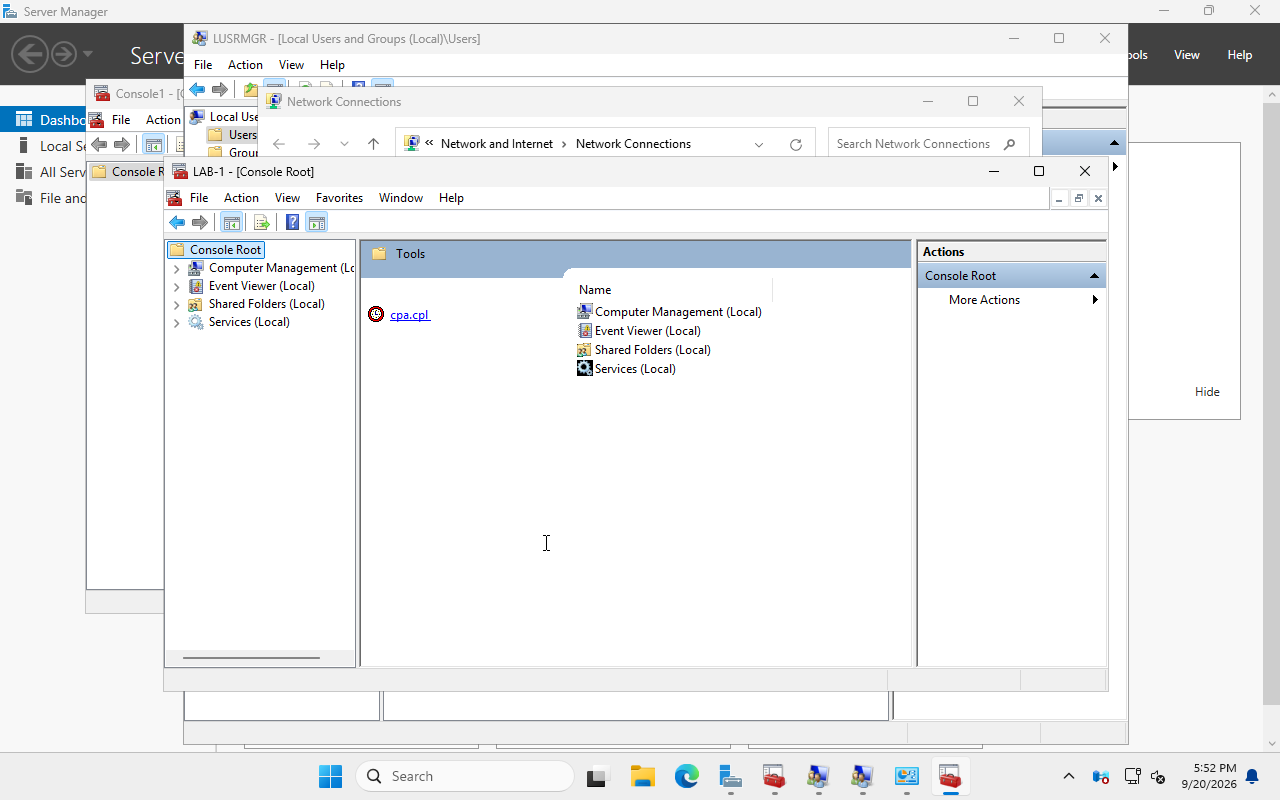 Server Manager
LUSRMGR - [Local Users and Groups (Local)\Users]
Serve
ools
View
Help
File
Action
View
Help
Console1 - [C
Network Connections
Dashbo
File
Action
Local Use
Local Se
Users
Network and Internet
Network Connections
Search Network Connections
Group
All Serv
Console R
LAB-1 - [Console Root]
File and
File
Action
View
Favorites
Window
Help
Console Root
Tools
Actions
Computer Management (Lo
Name
Console Root
Event Viewer (Local)
cpa.cpl
Computer Management (Local)
More Actions
Shared Folders (Local)
Event Viewer (Local)
Services (Local)
Shared Folders (Local)
Services (Local)
Hide
Search
5:52 PM
9/20/2026